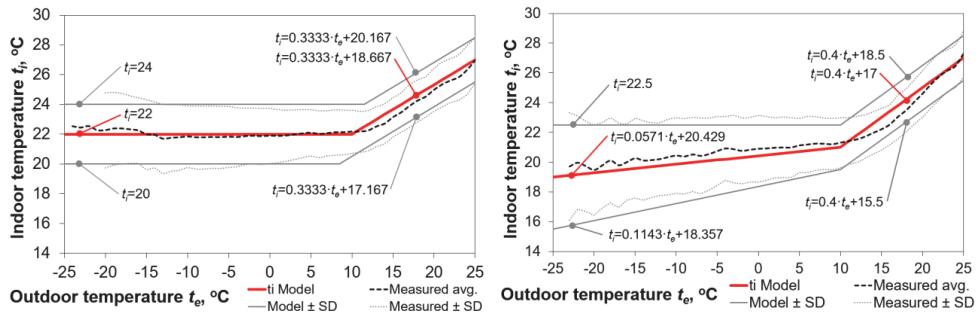 30
28
26
24
22
20
18
16
14
Indoor temperature tᵢ, ºC
tᵢ=24
tᵢ=22
tᵢ=20
tᵢ=0.3333·tₑ+20.167
tᵢ=0.3333·tₑ+18.667
tᵢ=0.3333·tₑ+17.167
-25 -20 -15 -10 -5 0 5 10 15 20 25
Outdoor temperature tₑ, ºC
ti Model
Measured avg.
Model ± SD
Measured ± SD
30
28
26
24
22
20
18
16
14
Indoor temperature tᵢ, ºC
tᵢ=22.5
tᵢ=0.4·tₑ+18.5
tᵢ=0.4·tₑ+17
tᵢ=0.0571·tₑ+20.429
tᵢ=0.4·tₑ+15.5
tᵢ=0.1143·tₑ+18.357
-25 -20 -15 -10 -5 0 5 10 15 20 25
Outdoor temperature tₑ, ºC
ti Model
Measured avg.
Model ± SD
Measured ± SD